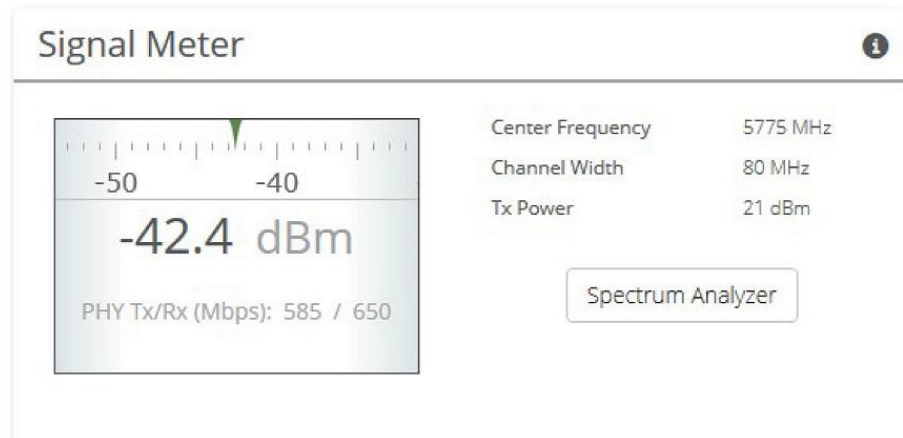 Signal Meter
-50 -40
-42.4 dBm
PHY Tx/Rx (Mbps): 585 / 650
Center Frequency 5775 MHz
Channel Width 80 MHz
Tx Power 21 dBm
Spectrum Analyzer